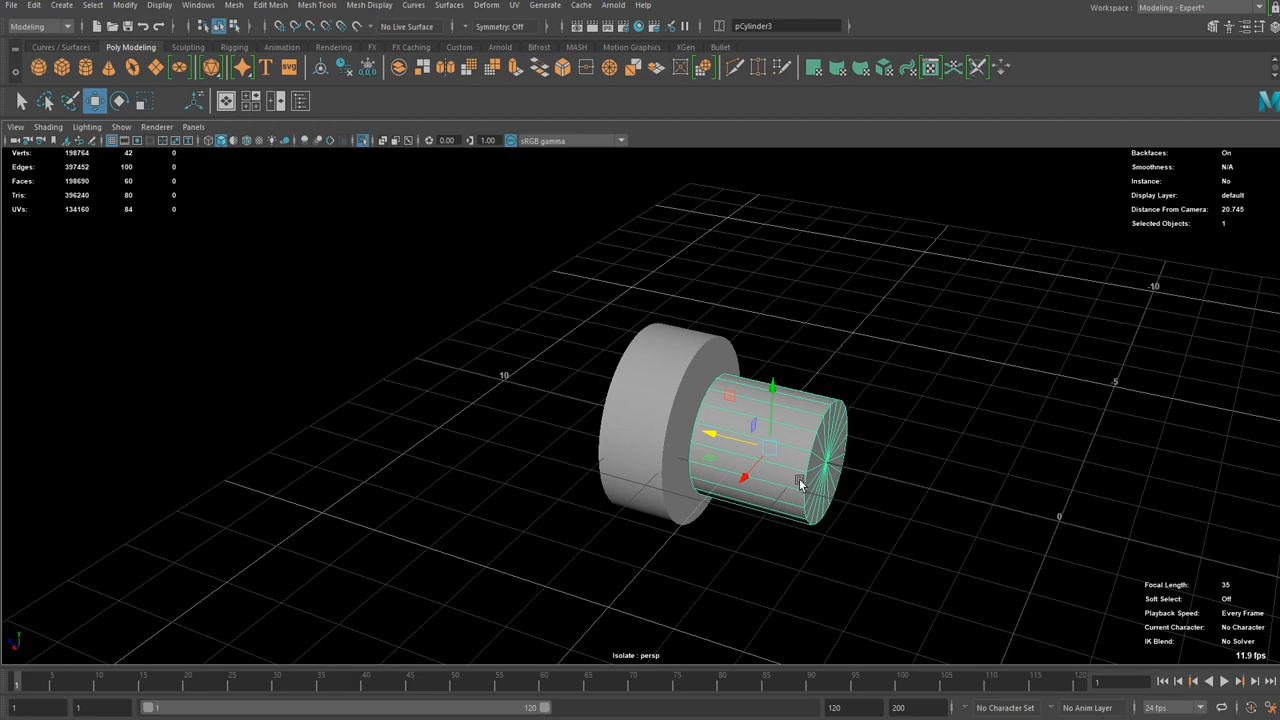 File Edit Create Select Modify Display Windows Mesh Edit Mesh Mesh Tools Mesh Display Curves Surfaces Deform UV Generate Cache Arnold Help Workspace : Modeling - Expert*
Modeling No Live Surface Symmetry: Off pCylinder3
Curves / Surfaces Poly Modeling Sculpting Rigging Animation Rendering FX FX Caching Custom Arnold Bifrost MASH Motion Graphics XGen Bullet
T SVG
View Shading Lighting Show Renderer Panels
0.00 1.00 sRGB gamma
Verts: 198764 42 0
Edges: 397452 100 0
Faces: 198690 60 0
Tris: 396240 80 0
UVs: 134160 84 0
Backfaces: On
Smoothness: N/A
Instance: No
Display Layer: default
Distance From Camera: 20.745
Selected Objects: 1
-10
10
-5
0
Focal Length: 35
Soft Select: Off
Playback Speed: Every Frame
Current Character: No Character
IK Blend: No Solver
Isolate : persp
11.9 fps
1 5 10 15 20 25 30 35 40 45 50 55 60 65 70 75 80 85 90 95 100 105 110 115 120 1
1 1 1 120 120 200 No Character Set No Anim Layer 24 fps